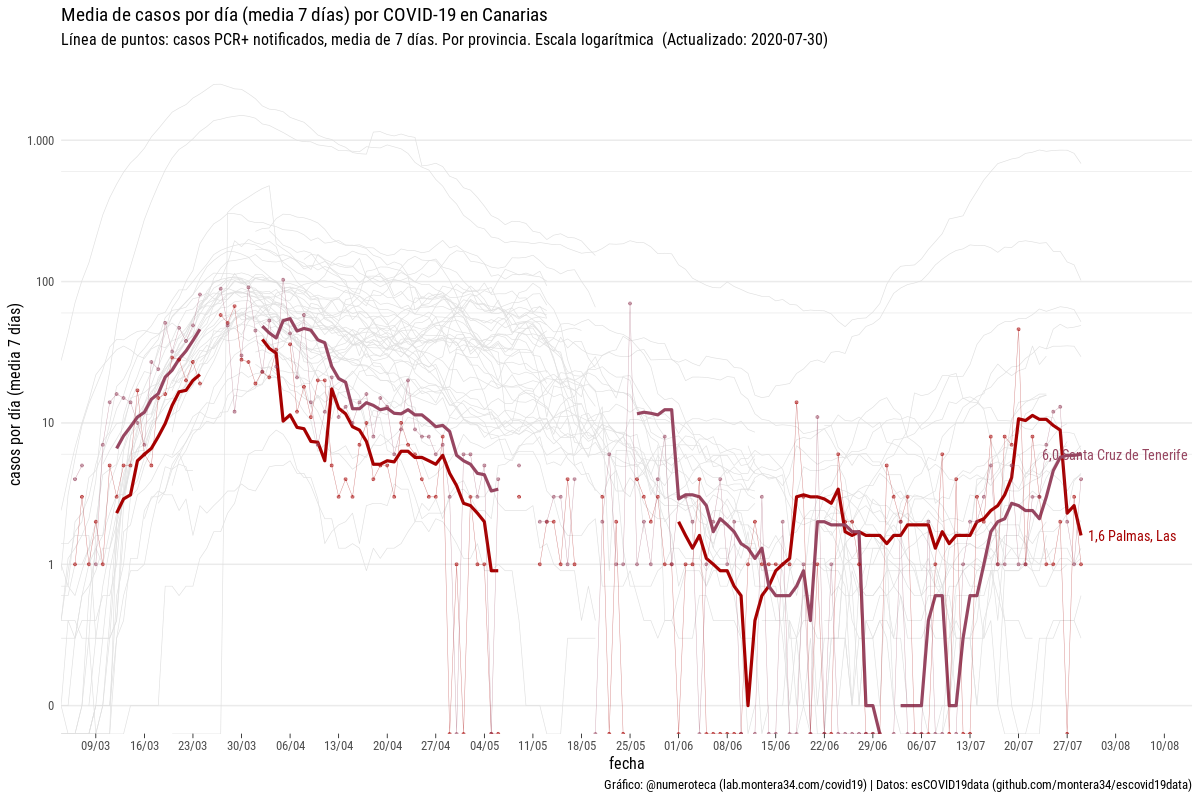 Media de casos por día (media 7 días) por COVID-19 en Canarias
Línea de puntos: casos PCR+ notificados, media de 7 días. Por provincia. Escala logarítmica  (Actualizado: 2020-07-30)
casos por día (media 7 días)
1.000
100
10
1
0
6,0 Santa Cruz de Tenerife
1,6 Palmas, Las
09/03 16/03 23/03 30/03 06/04 13/04 20/04 27/04 04/05 11/05 18/05 25/05 01/06 08/06 15/06 22/06 29/06 06/07 13/07 20/07 27/07 03/08 10/08
fecha
Gráfico: @numeroteca (lab.montera34.com/covid19) | Datos: esCOVID19data (github.com/montera34/escovid19data)